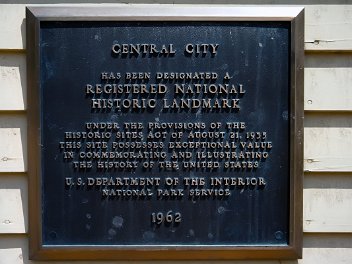 CENTRAL CITY
HAS BEEN DESIGNATED A
REGISTERED NATIONAL
HISTORIC LANDMARK
UNDER THE PROVISIONS OF THE
HISTORIC SITES ACT OF AUGUST 21, 1935
THIS SITE POSSESSES EXCEPTIONAL VALUE
IN COMMEMORATING AND ILLUSTRATING
THE HISTORY OF THE UNITED STATES
U.S. DEPARTMENT OF THE INTERIOR
NATIONAL PARK SERVICE
1962